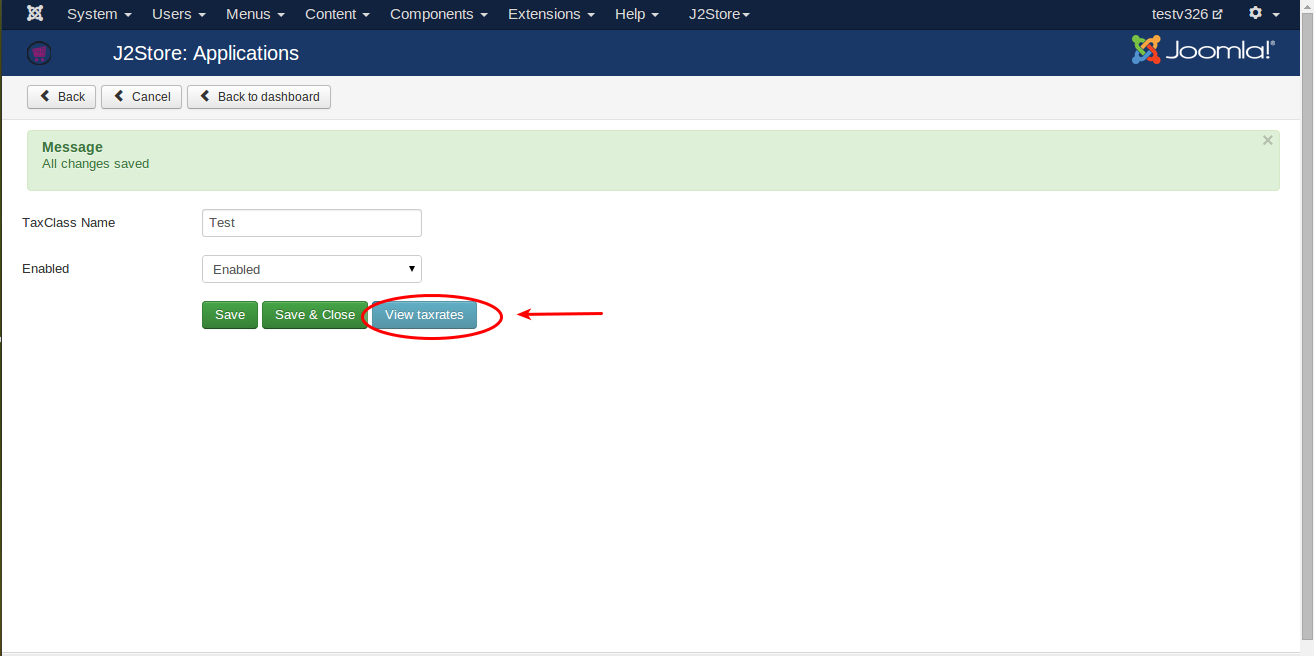 System Users Menus Content Components Extensions Help J2Store testv326
J2Store: Applications Joomla!®
Back Cancel Back to dashboard
Message ×
All changes saved
TaxClass Name Test
Enabled Enabled
Save Save & Close View taxrates